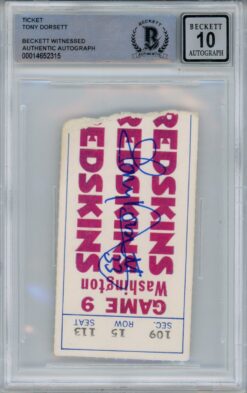 TICKET
TONY DORSETT
BECKETT WITNESSED
AUTHENTIC AUTOGRAPH
00014652315
BECKETT
BECKETT
10
AUTOGRAPH
REDSKINS
REDSKINS
REDSKINS
Washington
GAME 9
109 15 113
SEC. ROW SEAT